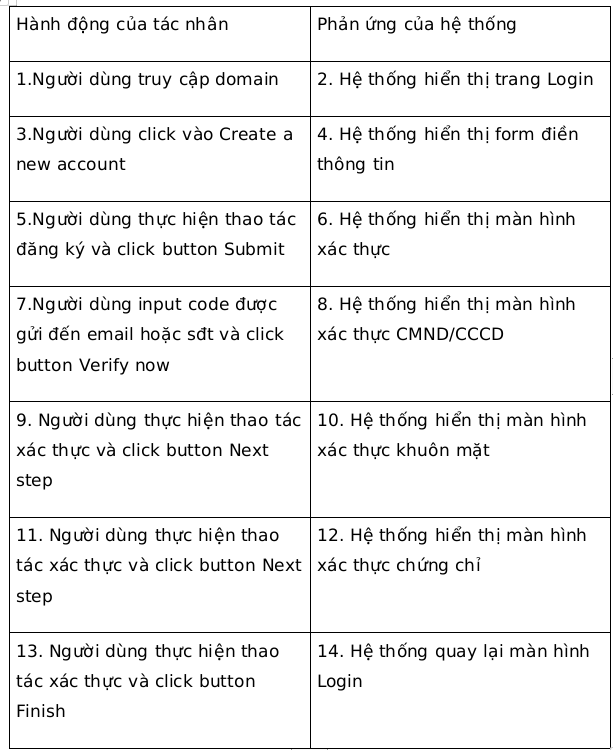 Hành động của tác nhân
Phản ứng của hệ thống
1.Người dùng truy cập domain
2. Hệ thống hiển thị trang Login
3.Người dùng click vào Create a
new account
4. Hệ thống hiển thị form điền
thông tin
5.Người dùng thực hiện thao tác
đăng ký và click button Submit
6. Hệ thống hiển thị màn hình
xác thực
7.Người dùng input code được
gửi đến email hoặc sđt và click
button Verify now
8. Hệ thống hiển thị màn hình
xác thực CMND/CCCD
9. Người dùng thực hiện thao tác
xác thực và click button Next
step
10. Hệ thống hiển thị màn hình
xác thực khuôn mặt
11. Người dùng thực hiện thao
tác xác thực và click button Next
step
12. Hệ thống hiển thị màn hình
xác thực chứng chỉ
13. Người dùng thực hiện thao
tác xác thực và click button
Finish
14. Hệ thống quay lại màn hình
Login